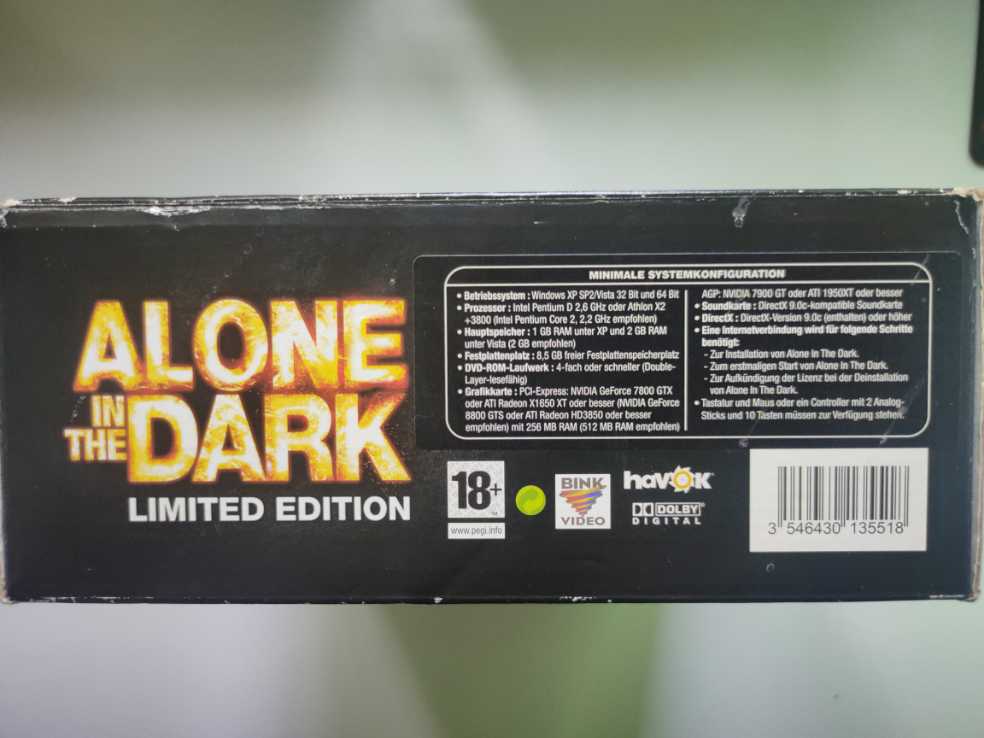 ALONE
IN
THE
DARK
LIMITED EDITION
MINIMALE SYSTEMKONFIGURATION
• Betriebssystem : Windows XP SP2/Vista 32 Bit und 64 Bit
• Prozessor : Intel Pentium D 2,6 GHz oder Athlon X2
+3800 (Intel Pentium Core 2, 2,2 GHz empfohlen)
• Hauptspeicher : 1 GB RAM unter XP und 2 GB RAM
unter Vista (2 GB empfohlen)
• Festplattenplatz : 8,5 GB freier Festplattenspeicherplatz
• DVD-ROM-Laufwerk : 4-fach oder schneller (Double-
Layer-lesefähig)
• Grafikkarte : PCI-Express: NVIDIA GeForce 7800 GTX
oder ATI Radeon X1650 XT oder besser (NVIDIA GeForce
8800 GTS oder ATI Radeon HD3850 oder besser
empfohlen) mit 256 MB RAM (512 MB RAM empfohlen)
AGP: NVIDIA 7900 GT oder ATI 1950XT oder besser
• Soundkarte : DirectX 9.0c-kompatible Soundkarte
• DirectX : DirectX-Version 9.0c (enthalten) oder höher
• Eine Internetverbindung wird für folgende Schritte
benötigt:
- Zur Installation von Alone In The Dark.
- Zum erstmaligen Start von Alone In The Dark.
- Zur Aufkündigung der Lizenz bei der Deinstallation
von Alone In The Dark.
• Tastatur und Maus oder ein Controller mit 2 Analog-
Sticks und 10 Tasten müssen zur Verfügung stehen.
18+
www.pegi.info
BINK
VIDEO
havok
DOLBY
DIGITAL
3 546430 135518